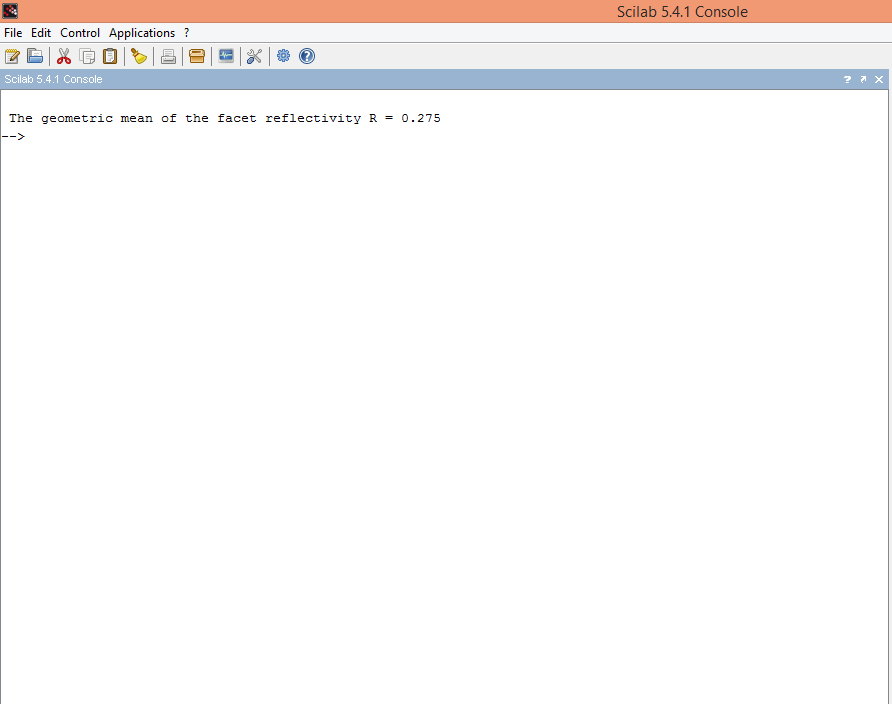 Scilab 5.4.1 Console
File Edit Control Applications ?
Scilab 5.4.1 Console
The geometric mean of the facet reflectivity R = 0.275
-->